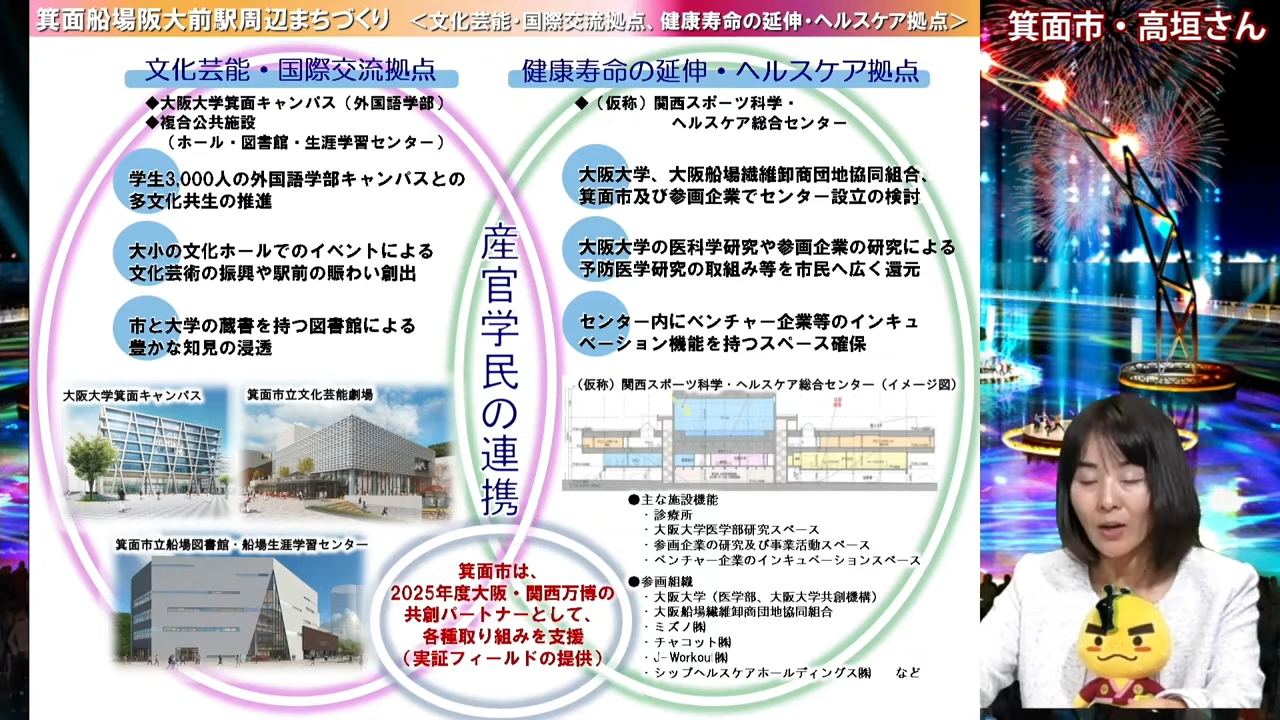 箕面船場阪大前駅周辺まちづくり ＜文化芸能・国際交流拠点、健康寿命の延伸・ヘルスケア拠点＞
箕面市・高垣さん
文化芸能・国際交流拠点
◆大阪大学箕面キャンパス（外国語学部）
◆複合公共施設
（ホール・図書館・生涯学習センター）
学生3,000人の外国語学部キャンパスとの
多文化共生の推進
大小の文化ホールでのイベントによる
文化芸術の振興や駅前の賑わい創出
市と大学の蔵書を持つ図書館による
豊かな知見の浸透
大阪大学箕面キャンパス
箕面市立文化芸能劇場
箕面市立船場図書館・船場生涯学習センター
産官学民の連携
健康寿命の延伸・ヘルスケア拠点
◆（仮称）関西スポーツ科学・
ヘルスケア総合センター
大阪大学、大阪船場繊維卸商団地協同組合、
箕面市及び参画企業でセンター設立の検討
大阪大学の医科学研究や参画企業の研究による
予防医学研究の取組み等を市民へ広く還元
センター内にベンチャー企業等のインキュ
ベーション機能を持つスペース確保
（仮称）関西スポーツ科学・ヘルスケア総合センター（イメージ図）
●主な施設機能
・診療所
・大阪大学医学部研究スペース
・参画企業の研究及び事業活動スペース
・ベンチャー企業のインキュベーションスペース
●参画組織
・大阪大学（医学部、大阪大学共創機構）
・大阪船場繊維卸商団地協同組合
・ミズノ㈱
・チャコット㈱
・J-Workout㈱
・シップヘルスケアホールディングス㈱ など
箕面市は、
2025年度大阪・関西万博の
共創パートナーとして、
各種取り組みを支援
（実証フィールドの提供）